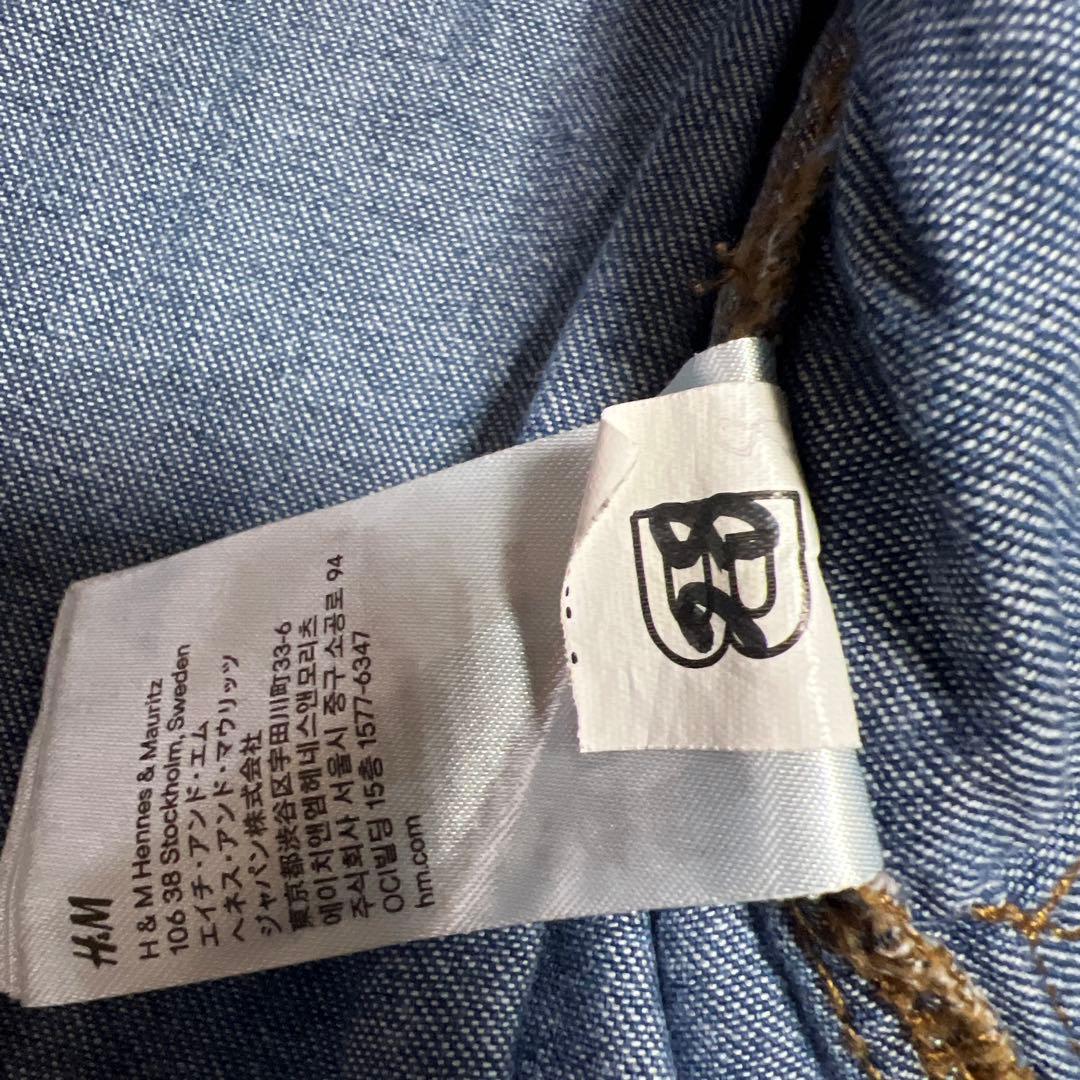 H&M
H & M Hennes & Mauritz
106 38 Stockholm, Sweden
エイチ・アンド・エム
ヘネス・アンド・マウリッツ
ジャパン株式会社
東京都渋谷区宇田川町33-6
에이치앤엠헤네스앤모리츠
주식회사 서울시 중구 소공로 94
OCI빌딩 15층 1577-6347
hm.com